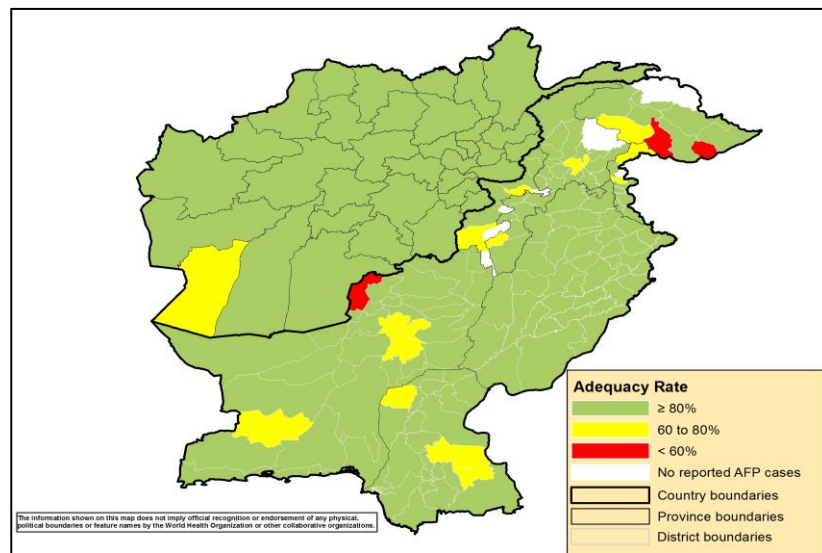 Adequacy Rate
≥ 80%
60 to 80%
< 60%
No reported AFP cases
Country boundaries
Province boundaries
District boundaries
The information shown on this map does not imply official recognition or endorsement of any physical,
political boundaries or feature names by the World Health Organization or other collaborative organizations.